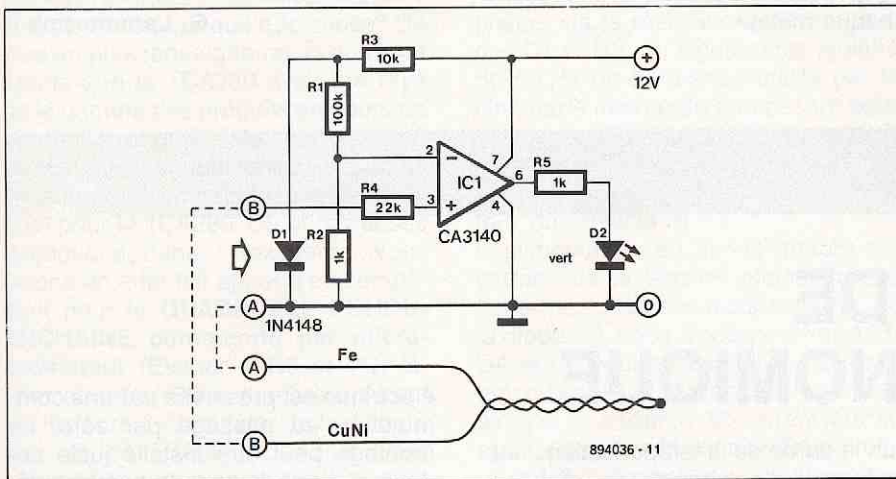 R3
10k
+
12V
R1
100k
2
−
7
IC1
6
R5
1k
3
+
4
CA3140
B
R4
22k
D1
R2
1k
D2
vert
A
1N4148
0
A
Fe
B
CuNi
894036 - 11